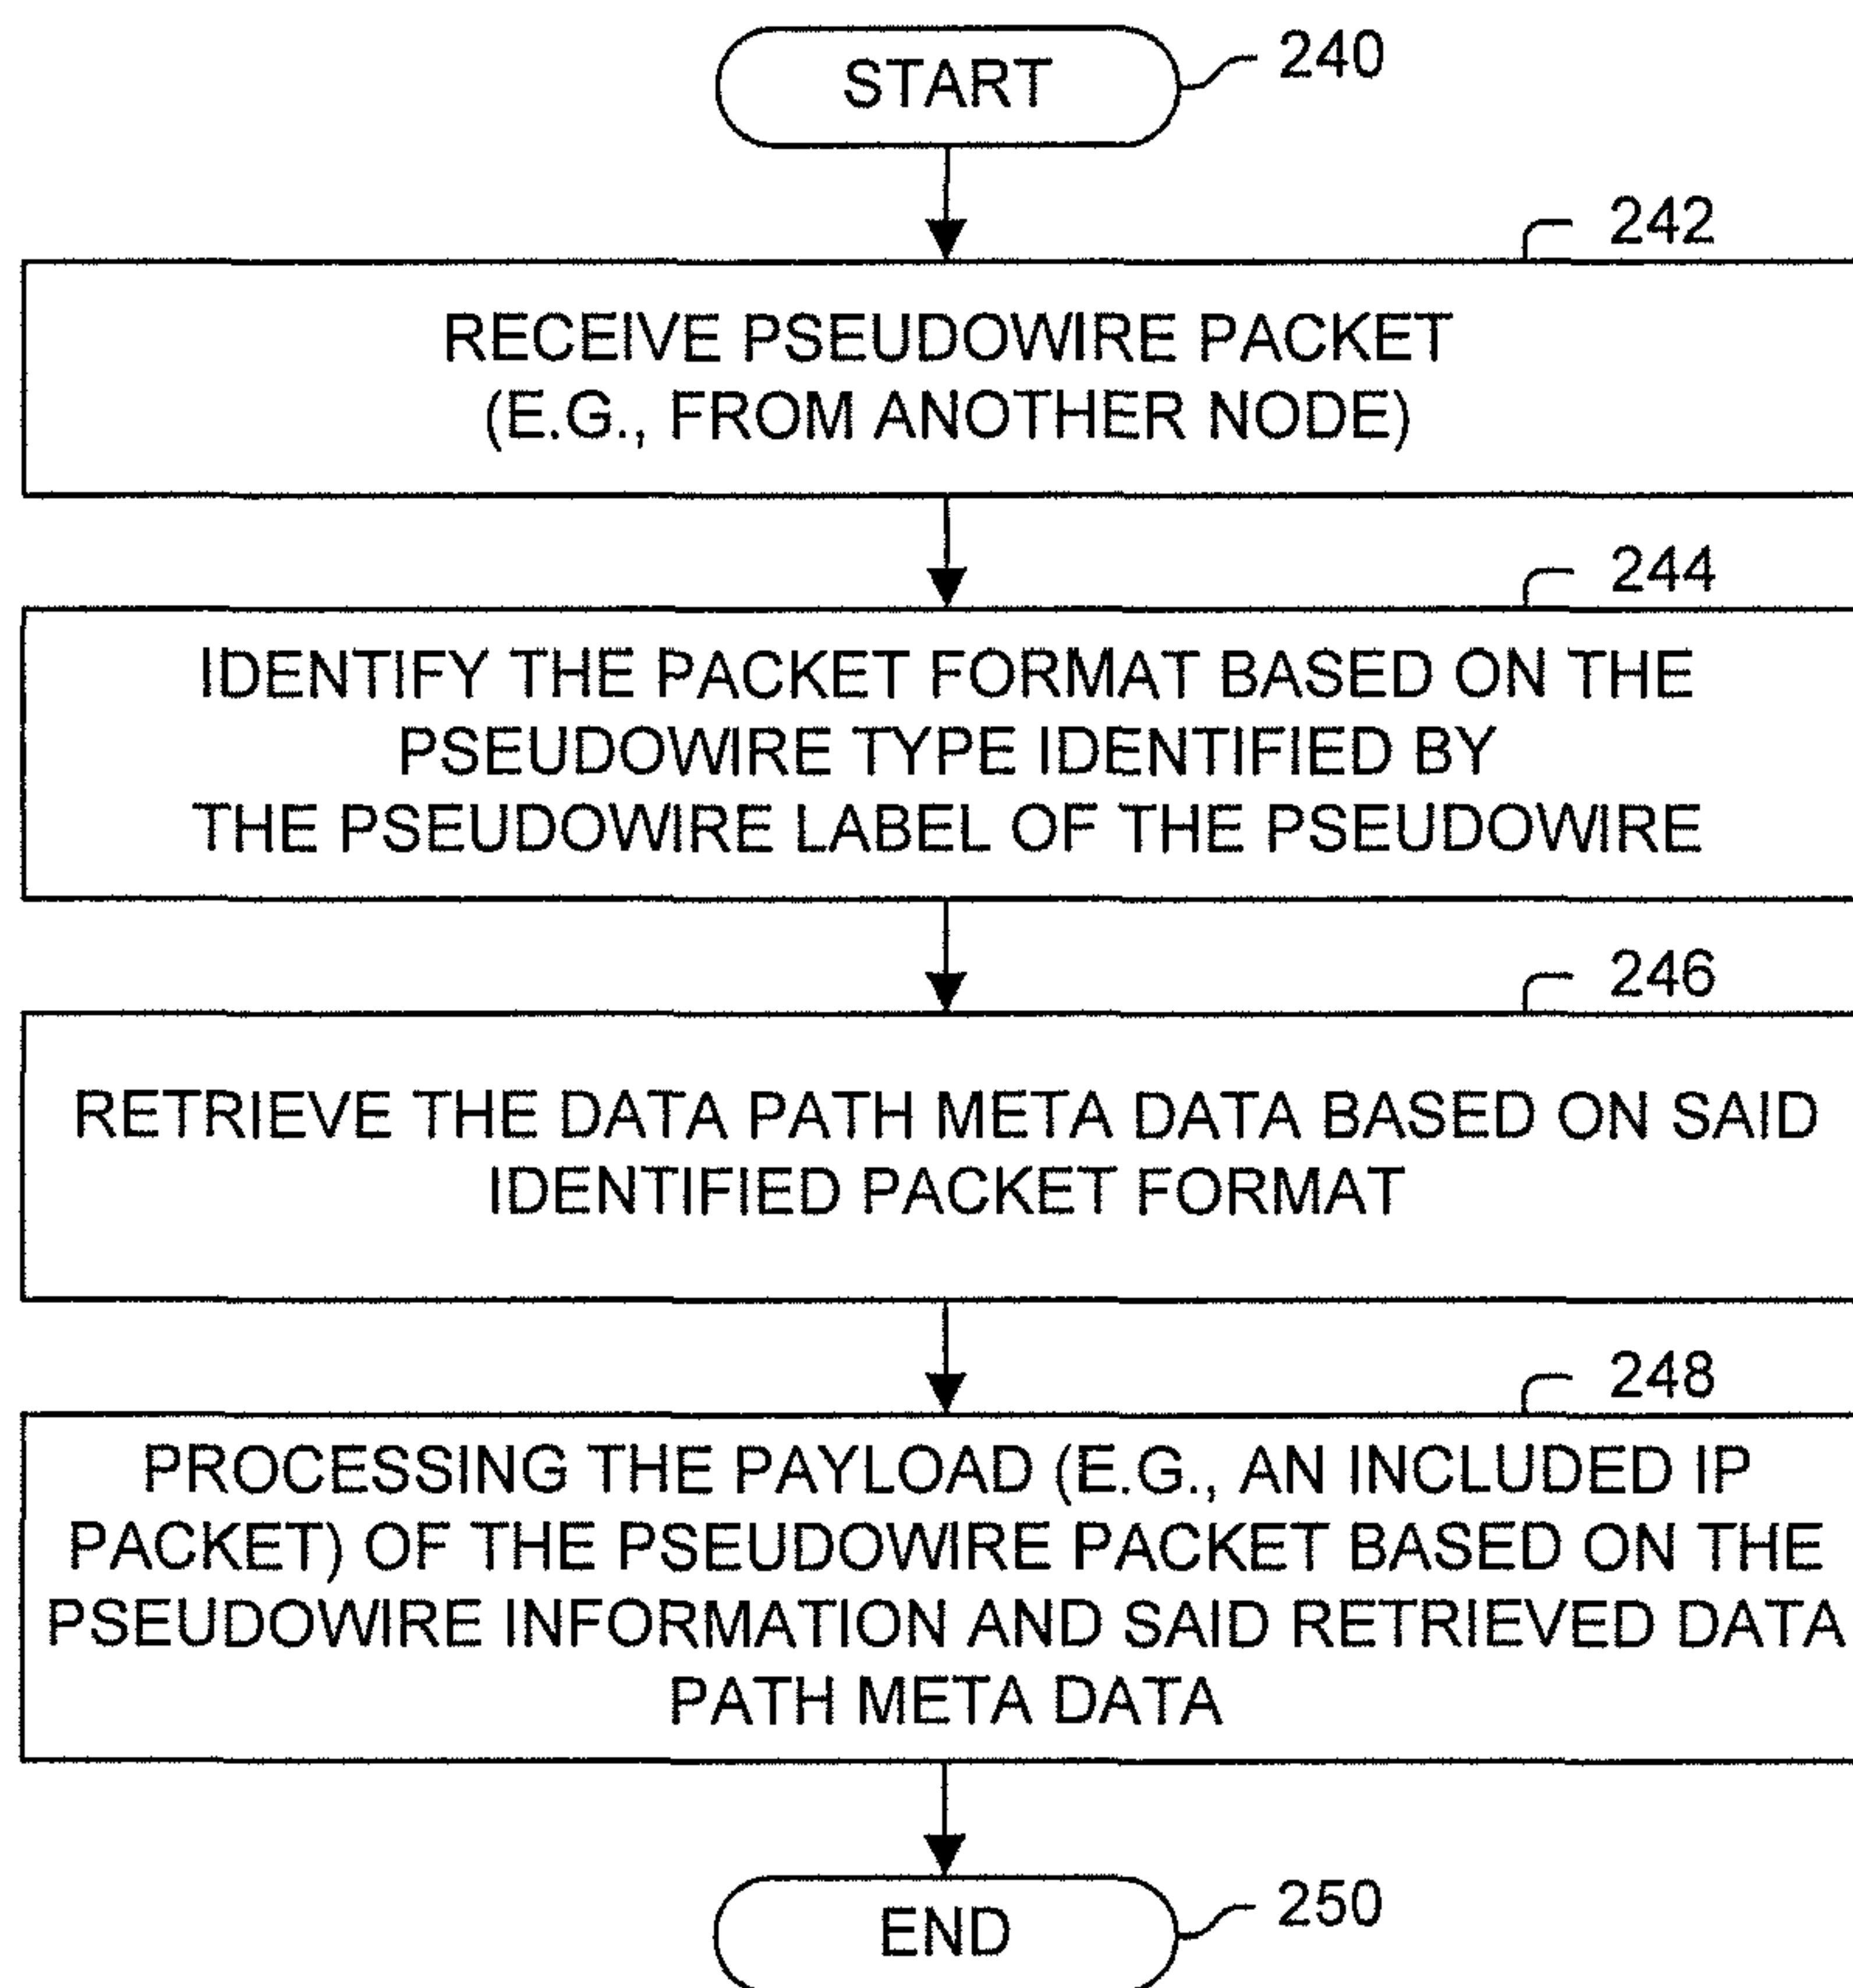 START
240
242
RECEIVE PSEUDOWIRE PACKET
(E.G., FROM ANOTHER NODE)
244
IDENTIFY THE PACKET FORMAT BASED ON THE
PSEUDOWIRE TYPE IDENTIFIED BY
THE PSEUDOWIRE LABEL OF THE PSEUDOWIRE
246
RETRIEVE THE DATA PATH META DATA BASED ON SAID
IDENTIFIED PACKET FORMAT
248
PROCESSING THE PAYLOAD (E.G., AN INCLUDED IP
PACKET) OF THE PSEUDOWIRE PACKET BASED ON THE
PSEUDOWIRE INFORMATION AND SAID RETRIEVED DATA
PATH META DATA
END
250